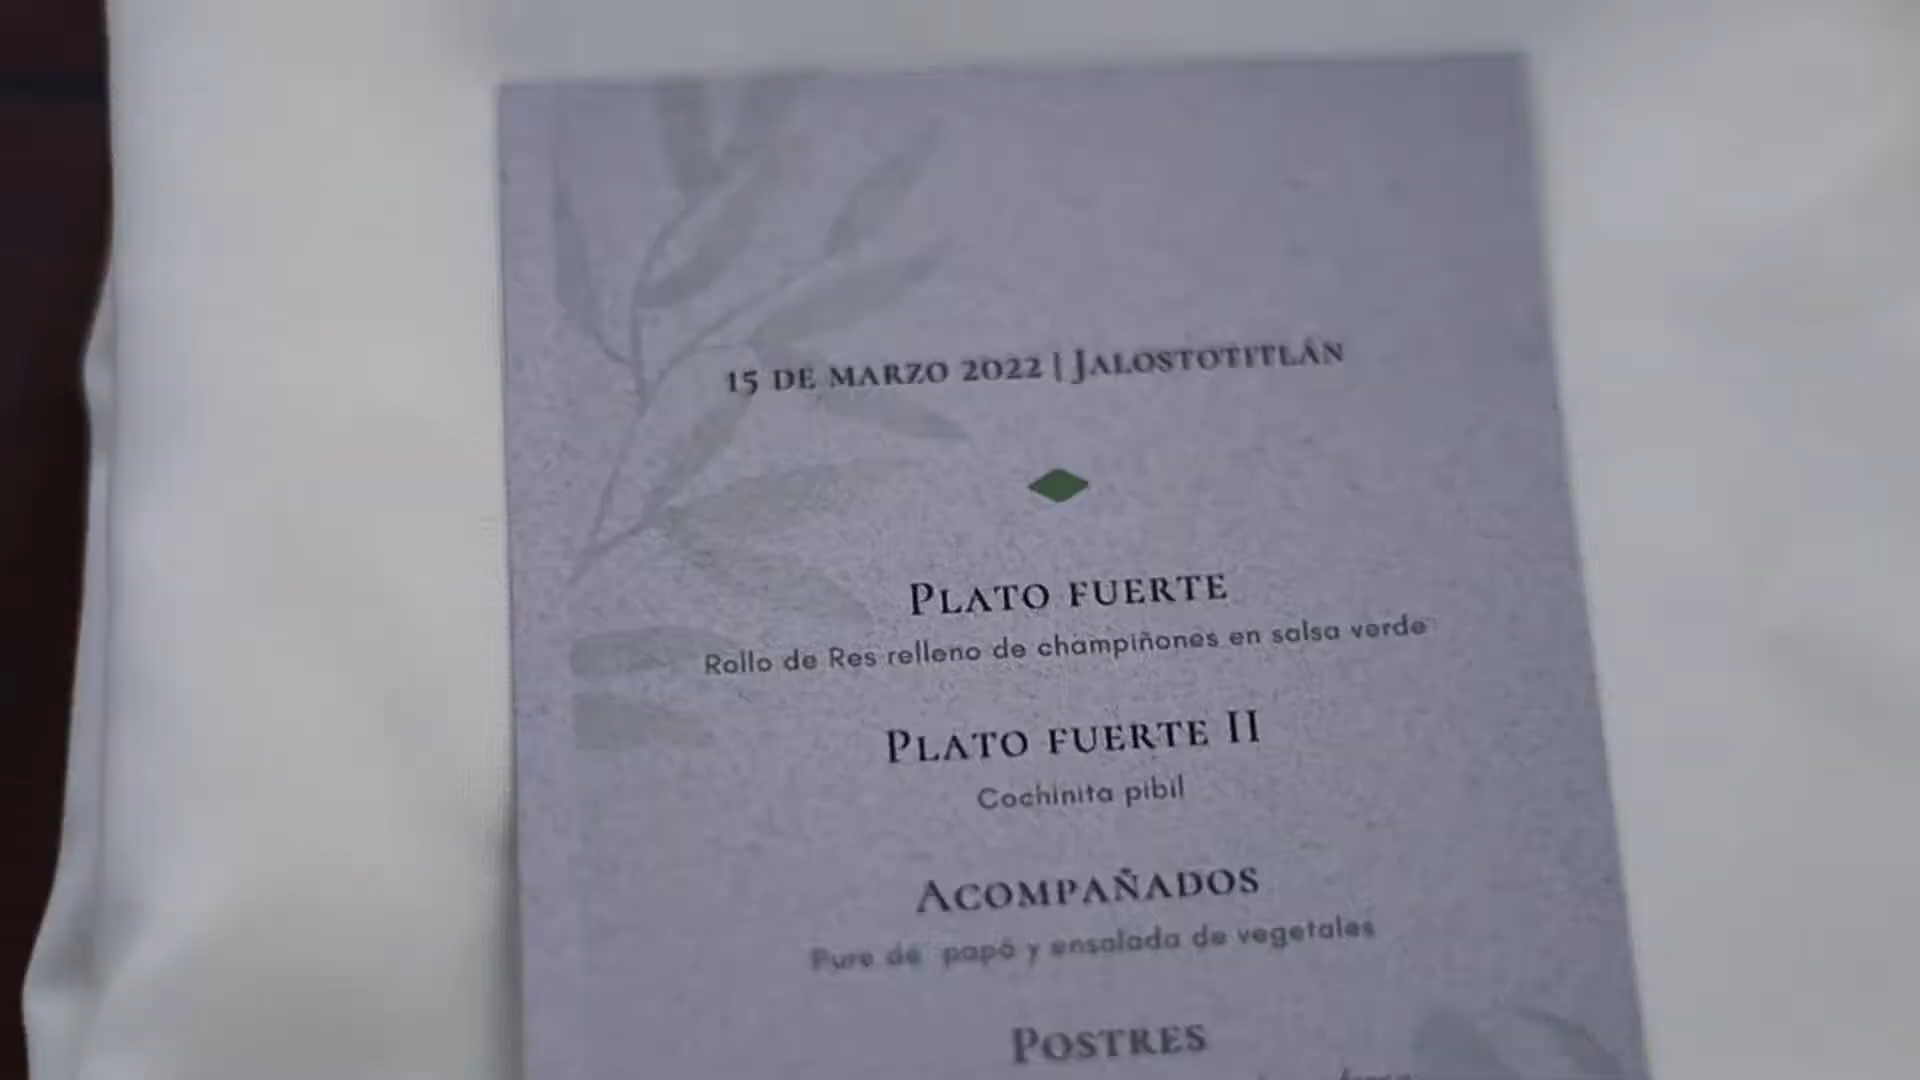 15 DE MARZO 2022 | JALOSTOTITLÁN
PLATO FUERTE
Rollo de Res relleno de champiñones en salsa verde
PLATO FUERTE II
Cochinita pibil
ACOMPAÑADOS
Pure de papa y ensalada de vegetales
POSTRES